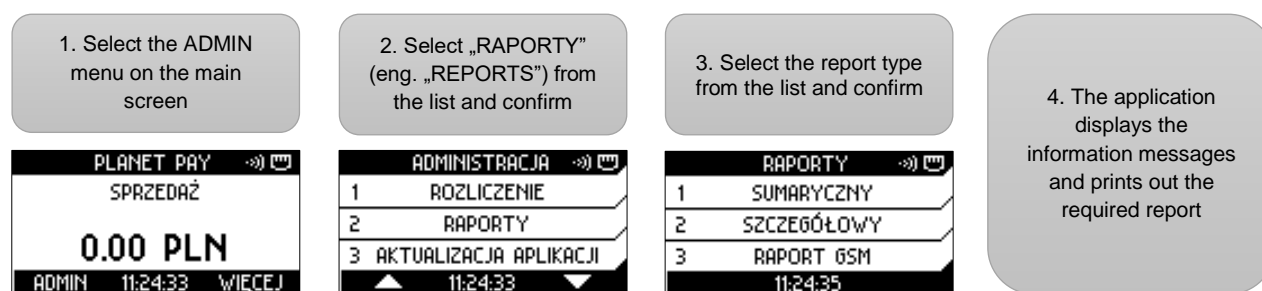 1. Select the ADMIN
menu on the main
screen
2. Select „RAPORTY”
(eng. „REPORTS”) from
the list and confirm
3. Select the report type
from the list and confirm
4. The application
displays the
information messages
and prints out the
required report
PLANET PAY
SPRZEDAŻ
0.00 PLN
ADMIN 11:24:33 WIĘCEJ
ADMINISTRACJA
1 ROZLICZENIE
2 RAPORTY
3 AKTUALIZACJA APLIKACJI
11:24:33
RAPORTY
1 SUMARYCZNY
2 SZCZEGÓŁOWY
3 RAPORT GSM
11:24:35